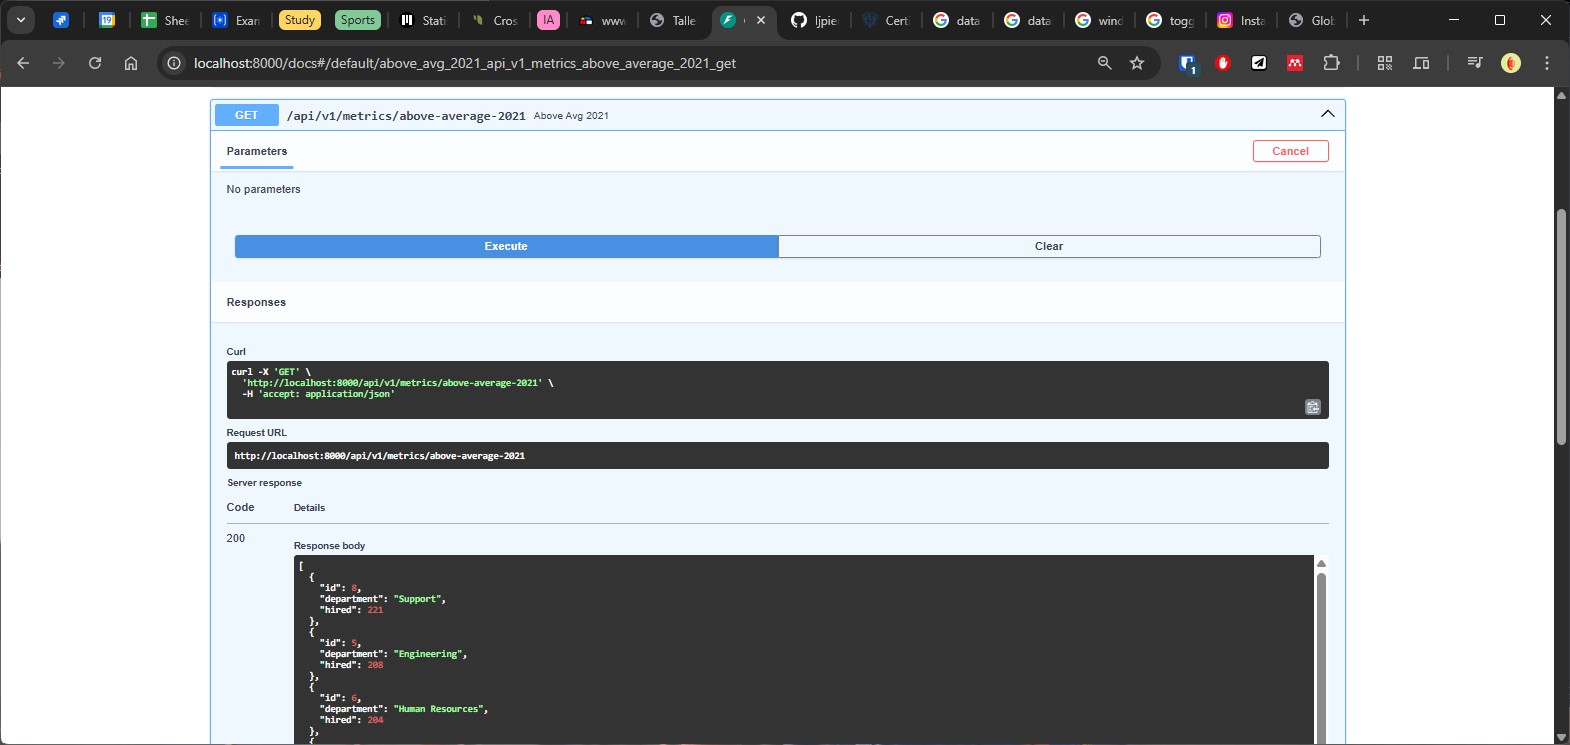 19
Shee
Exan
Study
Sports
Stati
Cros
IA
www
Talle
ljpier
Certi
data
data
wind
togg
Insta
Glob
localhost:8000/docs#/default/above_avg_2021_api_v1_metrics_above_average_2021_get
1
GET /api/v1/metrics/above-average-2021 Above Avg 2021
Parameters Cancel
No parameters
Execute Clear
Responses
Curl
curl -X 'GET' \
'http://localhost:8000/api/v1/metrics/above-average-2021' \
-H 'accept: application/json'
Request URL
http://localhost:8000/api/v1/metrics/above-average-2021
Server response
Code Details
200
Response body
[
{
"id": 8,
"department": "Support",
"hired": 221
},
{
"id": 5,
"department": "Engineering",
"hired": 208
},
{
"id": 6,
"department": "Human Resources",
"hired": 204
},
{